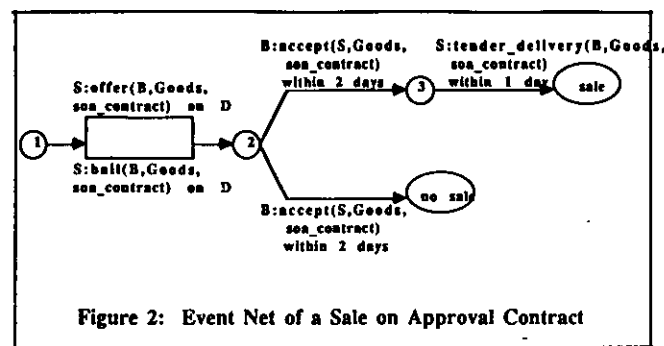 B:accept(S,Goods,
soa_contract)
within 2 days
S:tender_delivery(B,Goods,
soa_contract)
within 1 day
S:offer(B,Goods,
soa_contract) on D
1
2
3
sale
S:bail(B,Goods,
soa_contract) on D
B:accept(S,Goods,
soa_contract)
within 2 days
no sale
Figure 2: Event Net of a Sale on Approval Contract